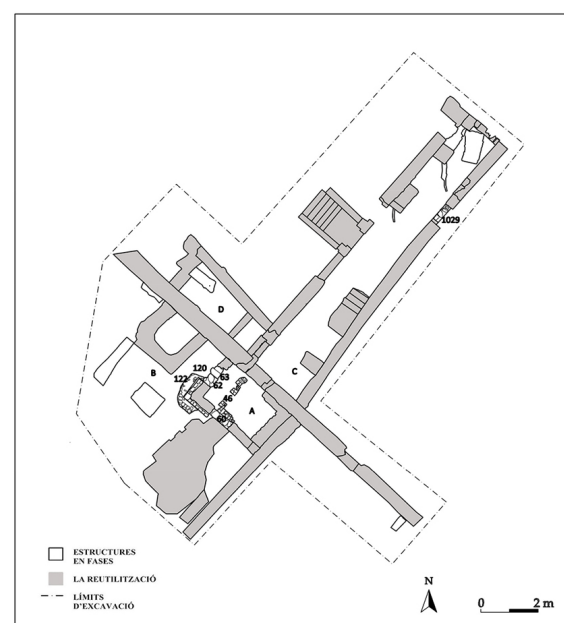 1029
D
C
B
120
63
122
62
46
A
60
ESTRUCTURES
EN FASES
LA REUTILITZACIÓ
LÍMITS
D'EXCAVACIÓ
N
0 2 m